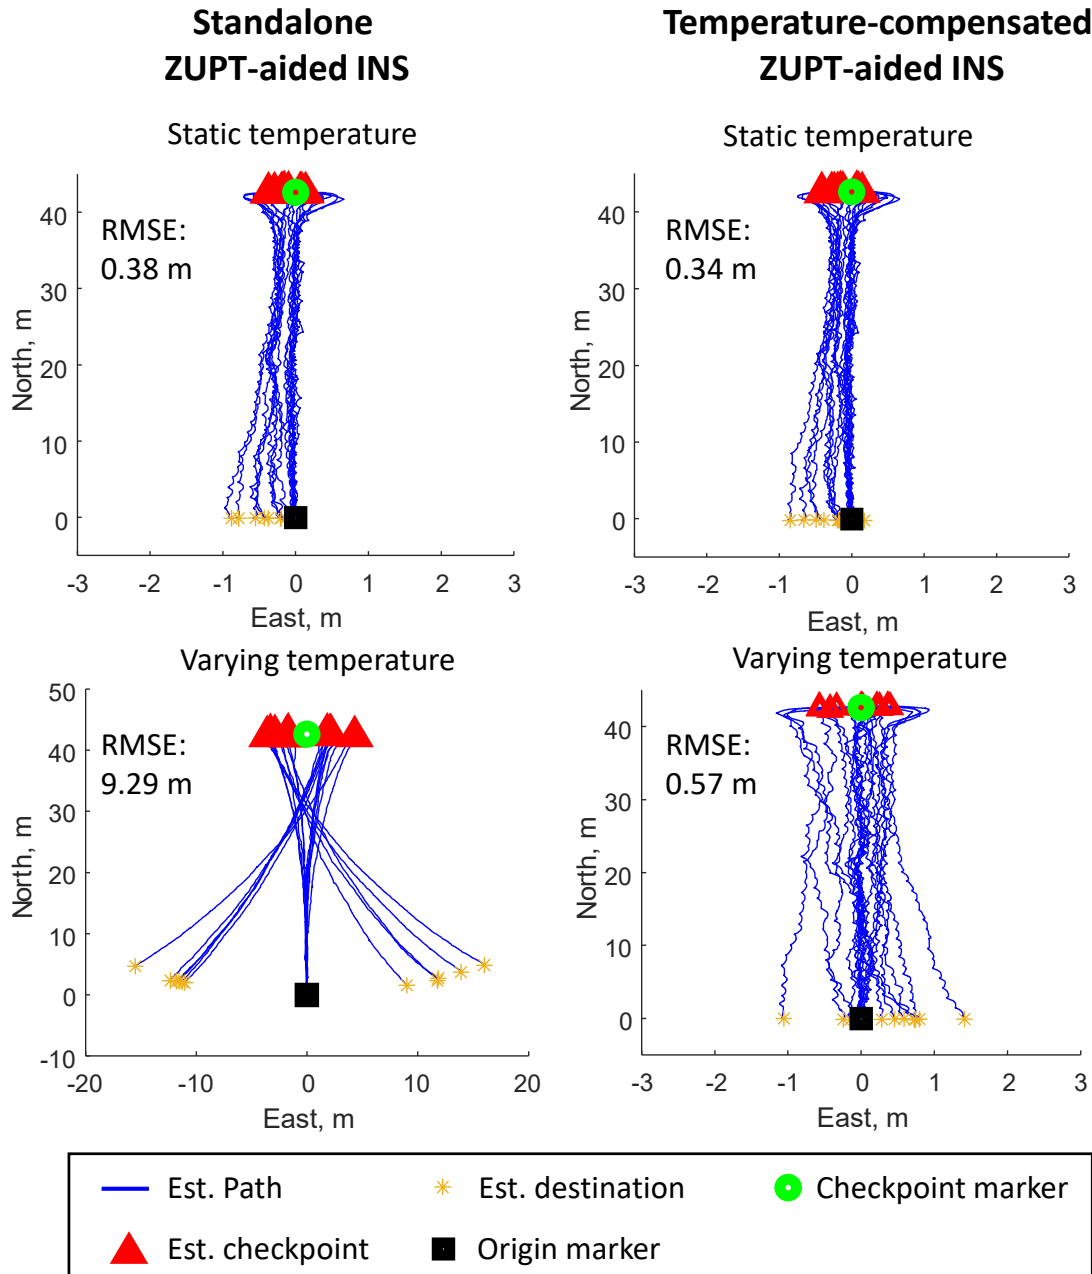 Standalone
ZUPT-aided INS
Temperature-compensated
ZUPT-aided INS
Static temperature
RMSE:
0.38 m
40
30
20
10
0
North, m
-3 -2 -1 0 1 2 3
East, m
Static temperature
RMSE:
0.34 m
40
30
20
10
0
North, m
-3 -2 -1 0 1 2 3
East, m
Varying temperature
RMSE:
9.29 m
50
40
30
20
10
0
-10
North, m
-20 -10 0 10 20
East, m
Varying temperature
RMSE:
0.57 m
40
30
20
10
0
North, m
-3 -2 -1 0 1 2 3
East, m
Est. Path
Est. destination
Checkpoint marker
Est. checkpoint
Origin marker